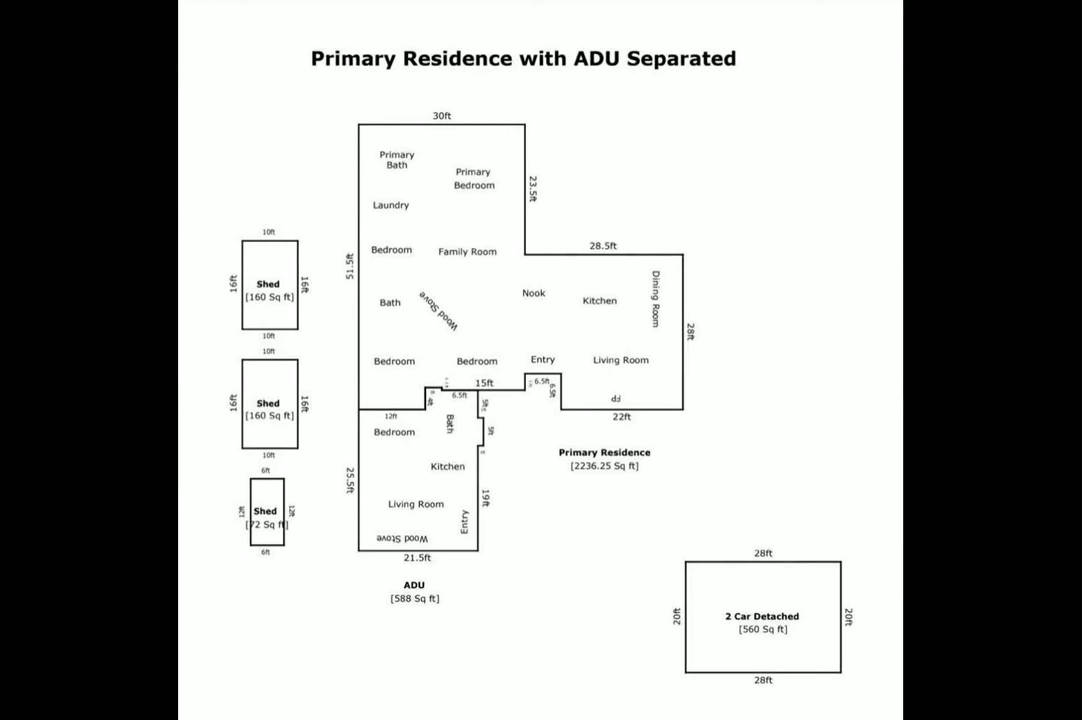 Primary Residence with ADU Separated
30ft
Primary
Bath
Primary
Bedroom
23.5ft
Laundry
Bedroom
Family Room
51.5ft
28.5ft
Nook
Kitchen
Dining Room
Bath
Wood Stove
28ft
Bedroom
Bedroom
Entry
Living Room
15ft
6.5ft
6.5ft
FP
22ft
Primary Residence
[2236.25 Sq ft]
10ft
16ft
Shed
[160 Sq ft]
16ft
10ft
10ft
16ft
Shed
[160 Sq ft]
16ft
10ft
6ft
12ft
Shed
[72 Sq ft]
12ft
6ft
12ft
4ft
6.5ft
5ft
5ft
Bedroom
Bath
25.5ft
Kitchen
Living Room
19ft
Entry
Wood Stove
21.5ft
ADU
[588 Sq ft]
28ft
20ft
2 Car Detached
[560 Sq ft]
20ft
28ft